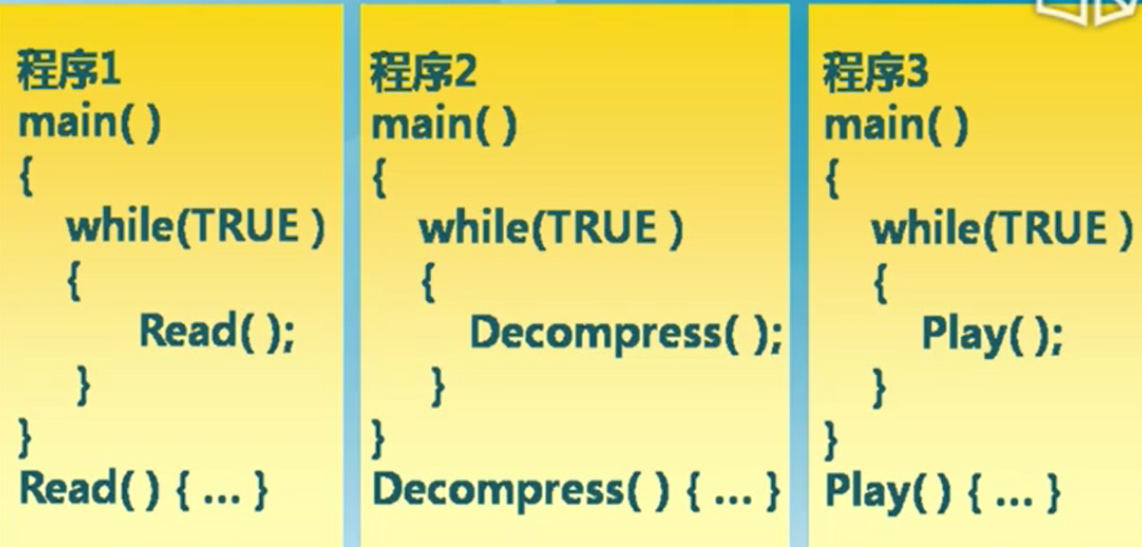 程序1
main( )
{
while(TRUE )
{
Read( );
}
}
Read( ) { ... }
程序2
main( )
{
while(TRUE )
{
Decompress( );
}
}
Decompress( ) { ... }
程序3
main( )
{
while(TRUE )
{
Play( );
}
}
Play( ) { ... }